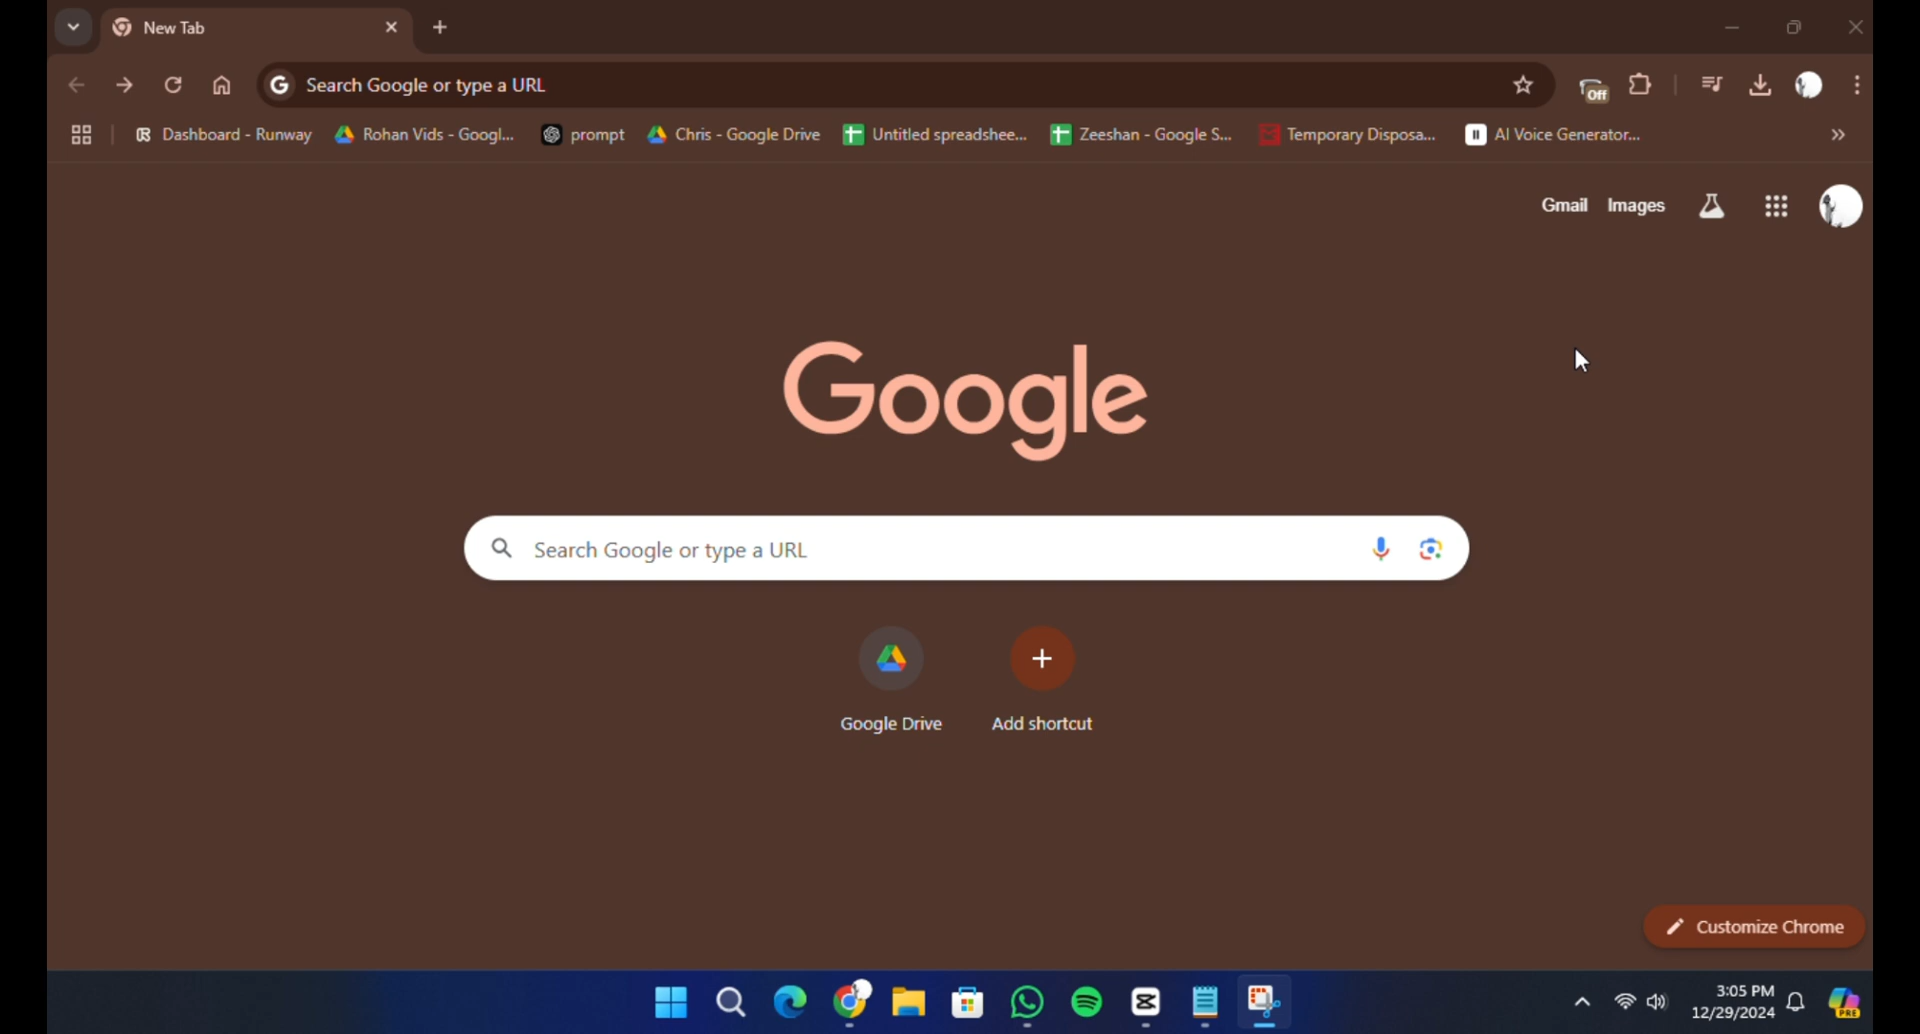 New Tab
Search Google or type a URL
Off
Dashboard - Runway
Rohan Vids - Googl...
prompt
Chris - Google Drive
Untitled spreadshee...
Zeeshan - Google S...
Temporary Disposa...
AI Voice Generator...
Gmail Images
Google
Search Google or type a URL
Google Drive
Add shortcut
Customize Chrome
3:05 PM
12/29/2024
PRE